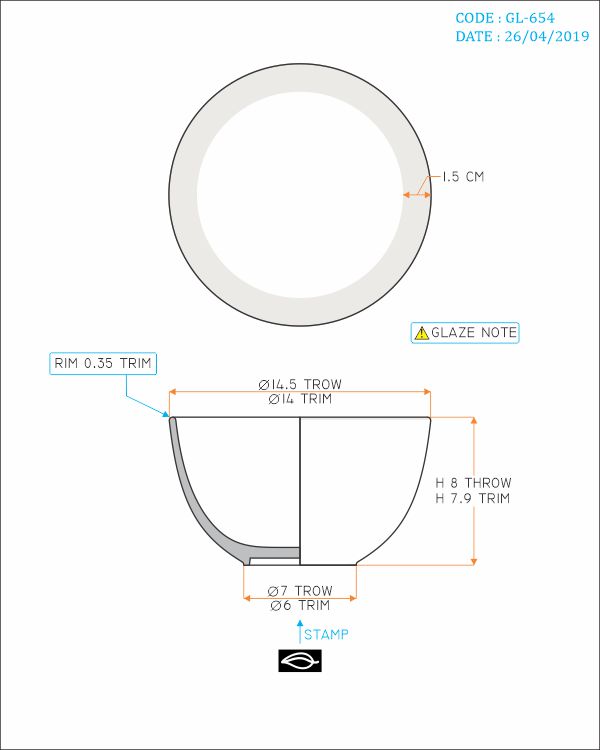 CODE : GL-654
DATE : 26/04/2019
1.5 CM
GLAZE NOTE
RIM 0.35 TRIM
Ø14.5 TROW
Ø14 TRIM
H 8 THROW
H 7.9 TRIM
Ø7 TROW
Ø6 TRIM
STAMP